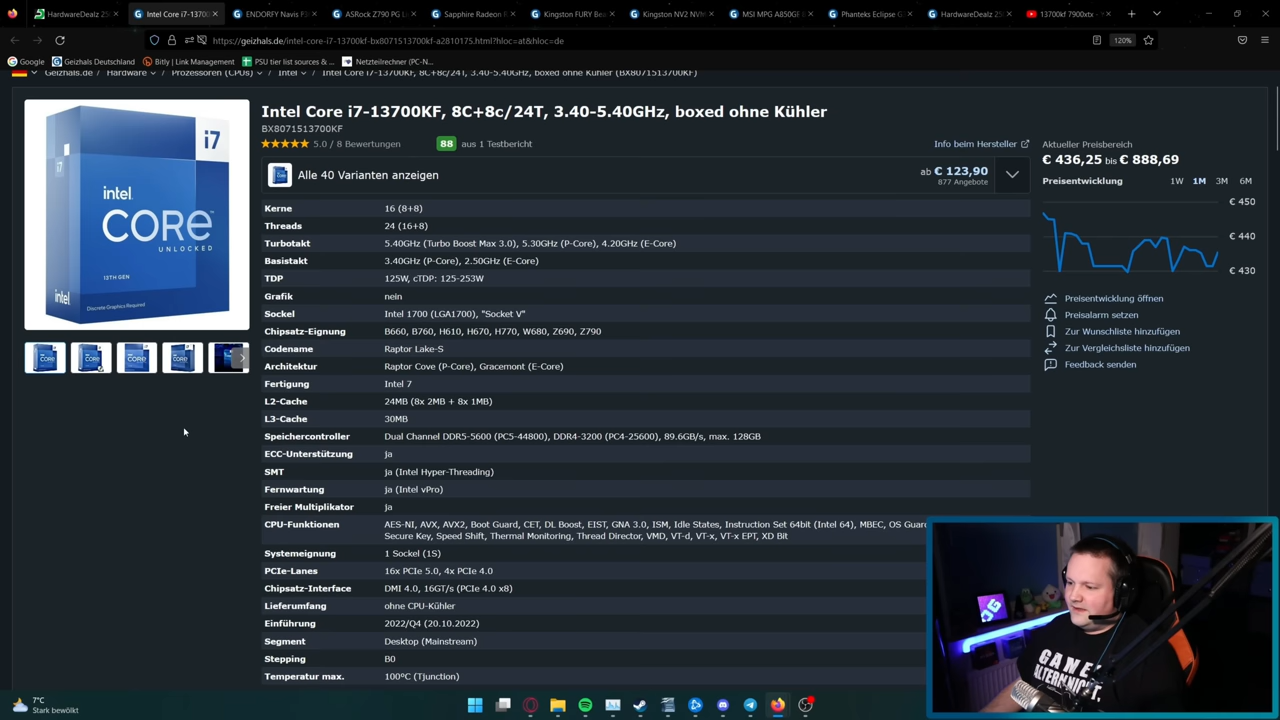 HardwareDealz 250
Intel Core i7-13700
ENDORFY Navis F3
ASRock Z790 PG L
Sapphire Radeon R
Kingston FURY Bea
Kingston NV2 NVM
MSI MPG A850GF 8
Phanteks Eclipse G
HardwareDealz 250
13700kf 7900xtx -
https://geizhals.de/intel-core-i7-13700kf-bx8071513700kf-a2810175.html?hloc=at&hloc=de
120%
Google
Geizhals Deutschland
Bitly | Link Management
PSU tier list sources & ...
Netzteilrechner (PC-N...
Geizhals.de
Hardware
Prozessoren (CPUs)
Intel
Intel Core i7-13700KF, 8C+8c/24T, 3.40-5.40GHz, boxed ohne Kühler (BX8071513700KF)
Intel Core i7-13700KF, 8C+8c/24T, 3.40-5.40GHz, boxed ohne Kühler
BX8071513700KF
5.0 / 8 Bewertungen
88 aus 1 Testbericht
Info beim Hersteller
Alle 40 Varianten anzeigen
ab € 123,90
877 Angebote
Kerne 16 (8+8)
Threads 24 (16+8)
Turbotakt 5.40GHz (Turbo Boost Max 3.0), 5.30GHz (P-Core), 4.20GHz (E-Core)
Basistakt 3.40GHz (P-Core), 2.50GHz (E-Core)
TDP 125W, cTDP: 125-253W
Grafik nein
Sockel Intel 1700 (LGA1700), "Socket V"
Chipsatz-Eignung B660, B760, H610, H670, H770, W680, Z690, Z790
Codename Raptor Lake-S
Architektur Raptor Cove (P-Core), Gracemont (E-Core)
Fertigung Intel 7
L2-Cache 24MB (8x 2MB + 8x 1MB)
L3-Cache 30MB
Speichercontroller Dual Channel DDR5-5600 (PC5-44800), DDR4-3200 (PC4-25600), 89.6GB/s, max. 128GB
ECC-Unterstützung ja
SMT ja (Intel Hyper-Threading)
Fernwartung ja (Intel vPro)
Freier Multiplikator ja
CPU-Funktionen AES-NI, AVX, AVX2, Boot Guard, CET, DL Boost, EIST, GNA 3.0, ISM, Idle States, Instruction Set 64bit (Intel 64), MBEC, OS Guard
Secure Key, Speed Shift, Thermal Monitoring, Thread Director, VMD, VT-d, VT-x, VT-x EPT, XD Bit
Systemeignung 1 Sockel (1S)
PCIe-Lanes 16x PCIe 5.0, 4x PCIe 4.0
Chipsatz-Interface DMI 4.0, 16GT/s (PCIe 4.0 x8)
Lieferumfang ohne CPU-Kühler
Einführung 2022/Q4 (20.10.2022)
Segment Desktop (Mainstream)
Stepping B0
Temperatur max. 100°C (Tjunction)
Aktueller Preisbereich
€ 436,25 bis € 888,69
Preisentwicklung 1W 1M 3M 6M
€ 450
€ 440
€ 430
Preisentwicklung öffnen
Preisalarm setzen
Zur Wunschliste hinzufügen
Zur Vergleichsliste hinzufügen
Feedback senden
i7
i7
intel
CORE
UNLOCKED
13TH GEN
intel
Discrete Graphics Required
OG
GAME
ALTERNICHT
7°C
Stark bewölkt